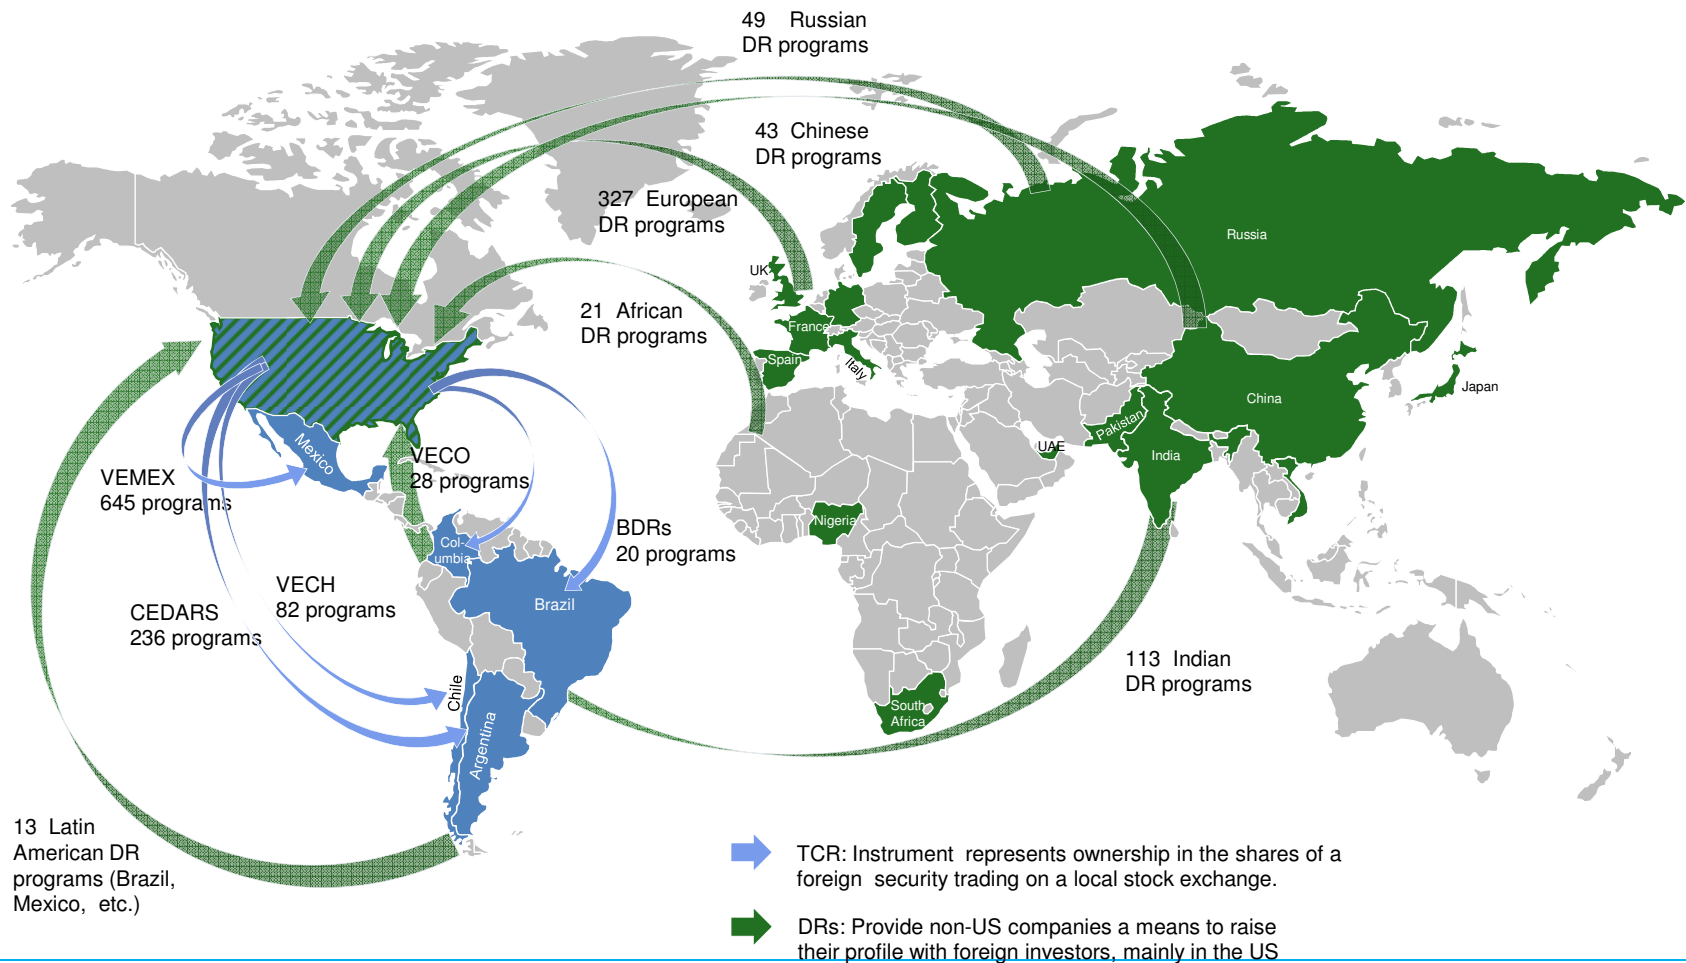 49 Russian
DR programs
43 Chinese
DR programs
327 European
DR programs
21 African
DR programs
UK
France
Spain
Italy
Russia
China
Japan
Pakistan
India
UAE
Nigeria
South
Africa
Mexico
VEMEX
645 programs
VECO
28 programs
BDRs
20 programs
Col-
umbia
Brazil
VECH
82 programs
CEDARS
236 programs
Chile
Argentina
113 Indian
DR programs
13 Latin
American DR
programs (Brazil,
Mexico, etc.)
TCR: Instrument represents ownership in the shares of a
foreign security trading on a local stock exchange.
DRs: Provide non-US companies a means to raise
their profile with foreign investors, mainly in the US